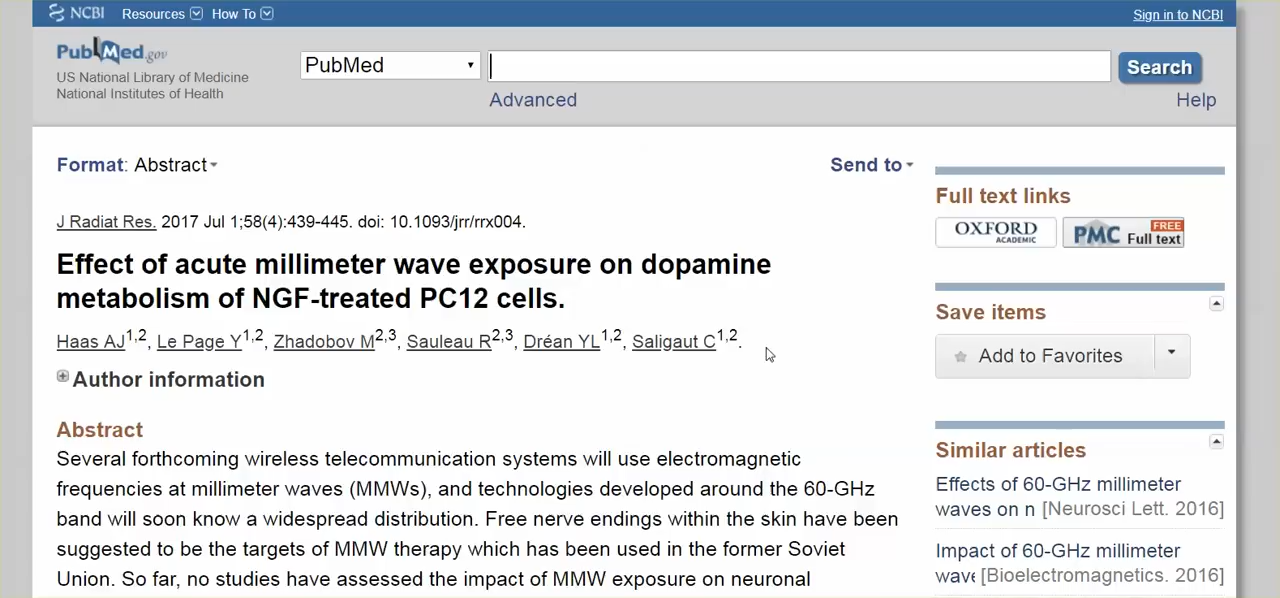 NCBI Resources How To Sign in to NCBI
PubMed.gov
US National Library of Medicine
National Institutes of Health
PubMed
Search
Advanced
Help
Format: Abstract
Send to
J Radiat Res. 2017 Jul 1;58(4):439-445. doi: 10.1093/jrr/rrx004.
Effect of acute millimeter wave exposure on dopamine
metabolism of NGF-treated PC12 cells.
Haas AJ1,2, Le Page Y1,2, Zhadobov M2,3, Sauleau R2,3, Dréan YL1,2, Saligaut C1,2.
Author information
Abstract
Several forthcoming wireless telecommunication systems will use electromagnetic
frequencies at millimeter waves (MMWs), and technologies developed around the 60-GHz
band will soon know a widespread distribution. Free nerve endings within the skin have been
suggested to be the targets of MMW therapy which has been used in the former Soviet
Union. So far, no studies have assessed the impact of MMW exposure on neuronal
Full text links
OXFORD ACADEMIC
PMC FREE Full text
Save items
Add to Favorites
Similar articles
Effects of 60-GHz millimeter
waves on n [Neurosci Lett. 2016]
Impact of 60-GHz millimeter
wave [Bioelectromagnetics. 2016]